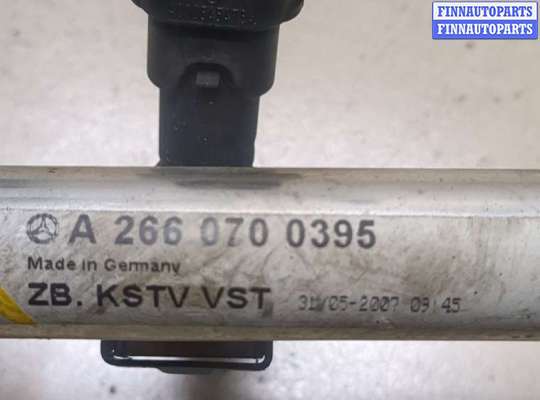 FINNAUTOPARTS
FINNAUTOPARTS
A 266 070 0395
Made in Germany
ZB. KSTV VST 31/05-2007 09:45